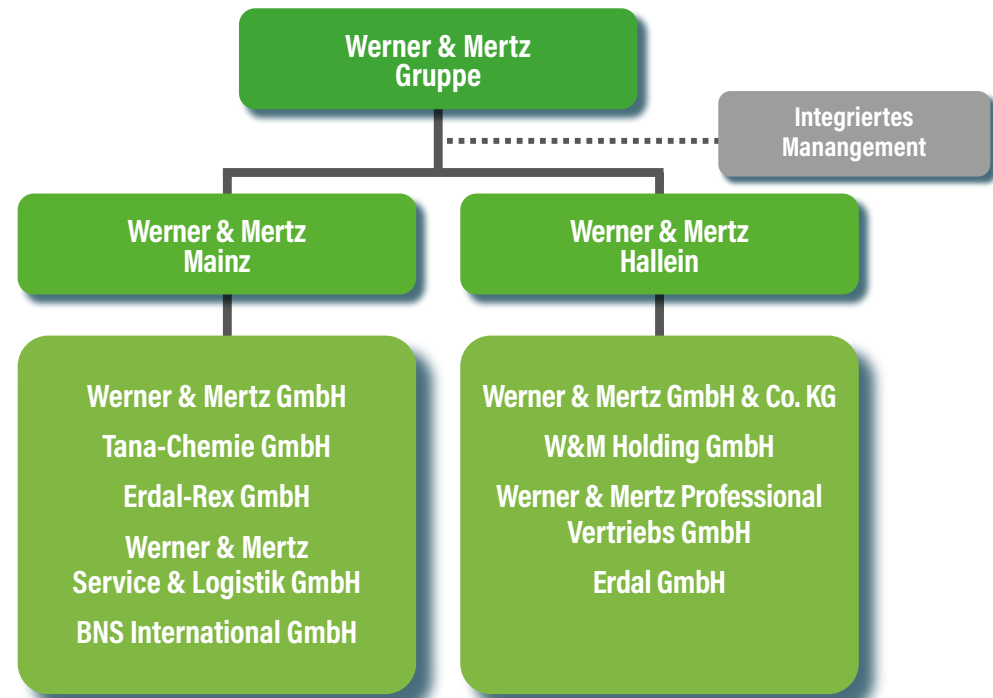 Werner & Mertz
Gruppe
Integriertes
Manangement
Werner & Mertz
Mainz
Werner & Mertz
Hallein
Werner & Mertz GmbH
Tana-Chemie GmbH
Erdal-Rex GmbH
Werner & Mertz
Service & Logistik GmbH
BNS International GmbH
Werner & Mertz GmbH & Co. KG
W&M Holding GmbH
Werner & Mertz Professional
Vertriebs GmbH
Erdal GmbH